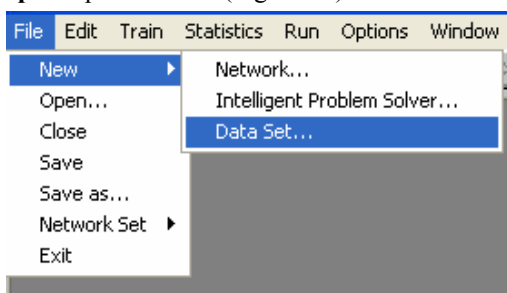 File Edit Train Statistics Run Options Window
New
Network...
Intelligent Problem Solver...
Data Set...
Open...
Close
Save
Save as...
Network Set
Exit